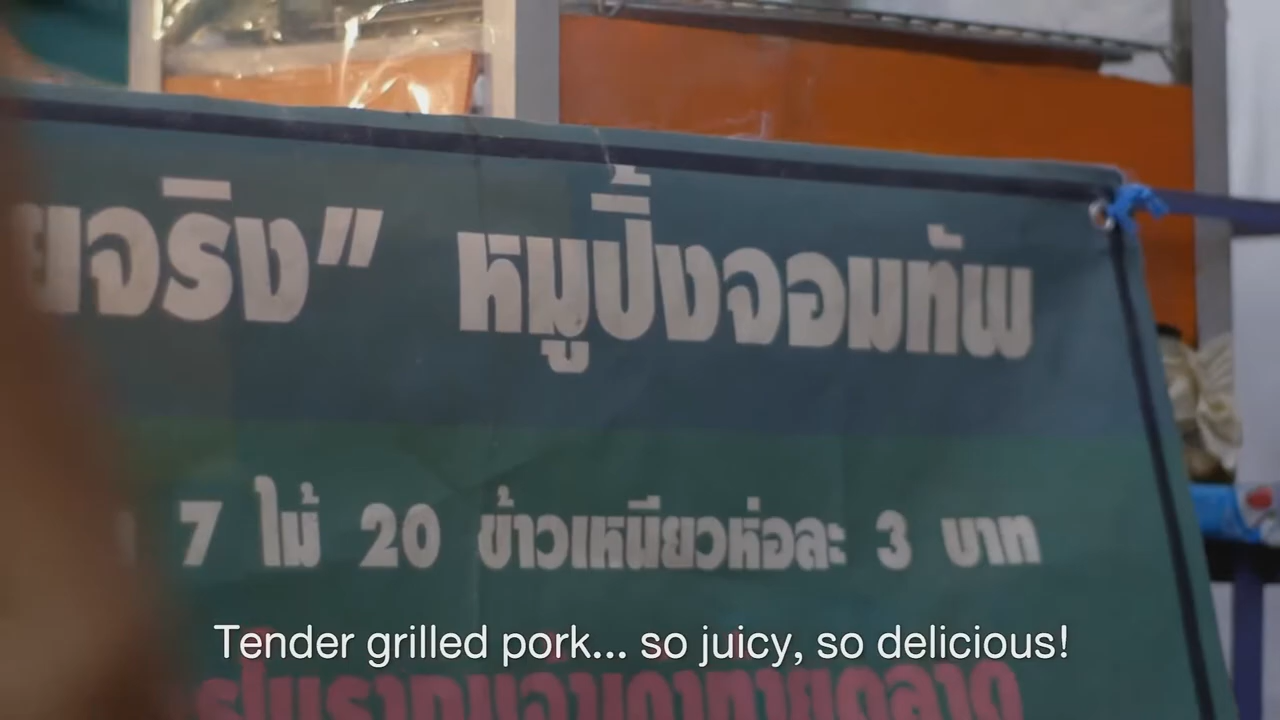 จริง” หมูปิ้งจอมทัพ
7 ไม้ 20 ข้าวเหนียวห่อละ 3 บาท
Tender grilled pork... so juicy, so delicious!